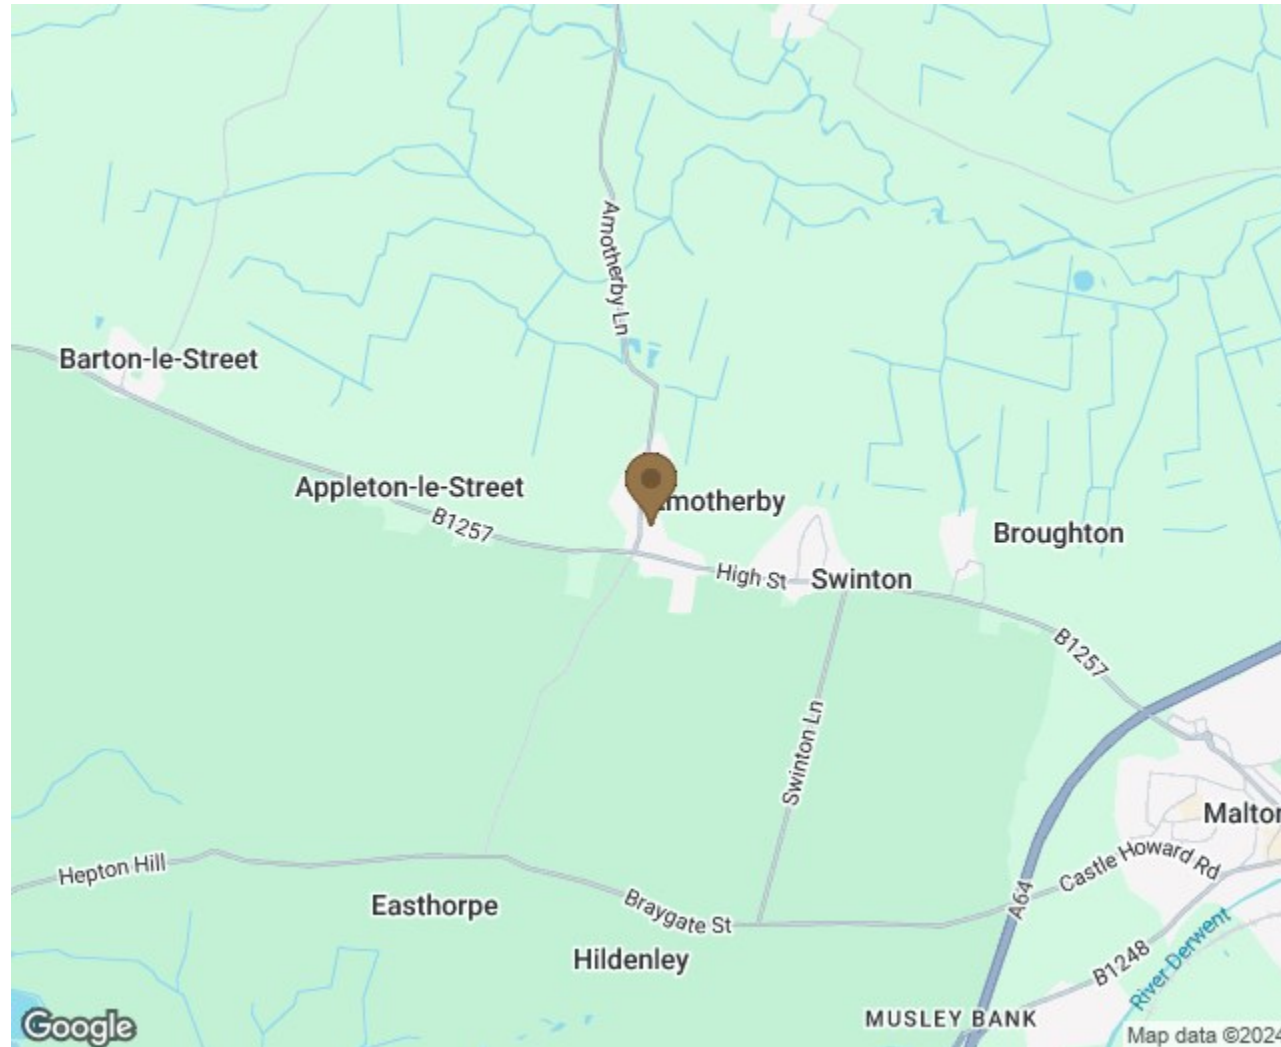 Amotherby Ln
Barton-le-Street
Appleton-le-Street
motherby
B1257
Broughton
High St
Swinton
B1257
Swinton Ln
Malton
Castle Howard Rd
Hepton Hill
Easthorpe
Braygate St
A64
Hildenley
B1248
River Derwent
MUSLEY BANK
Google
Map data ©2024